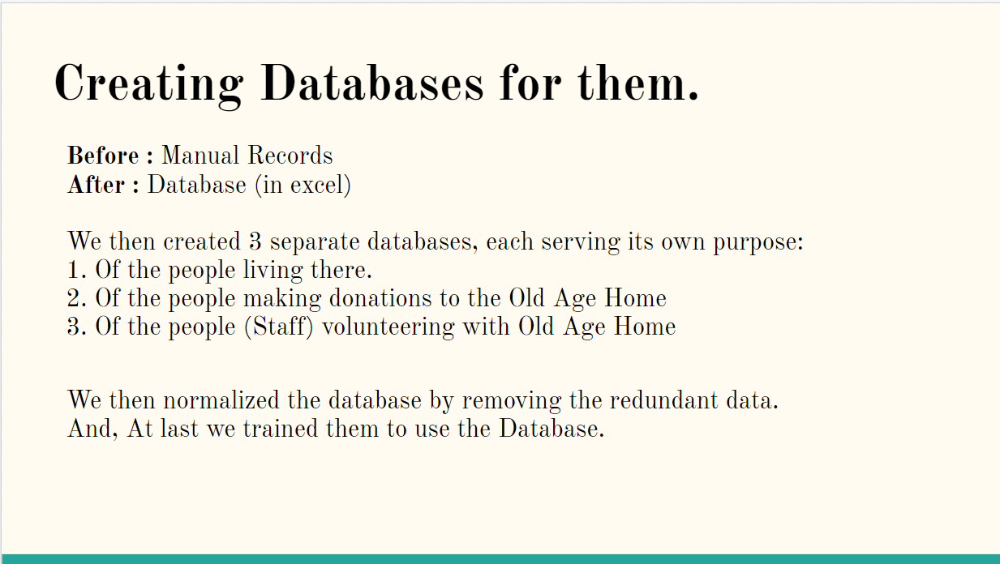 Creating Databases for them.
Before : Manual Records
After : Database (in excel)
We then created 3 separate databases, each serving its own purpose:
1. Of the people living there.
2. Of the people making donations to the Old Age Home
3. Of the people (Staff) volunteering with Old Age Home
We then normalized the database by removing the redundant data.
And, At last we trained them to use the Database.